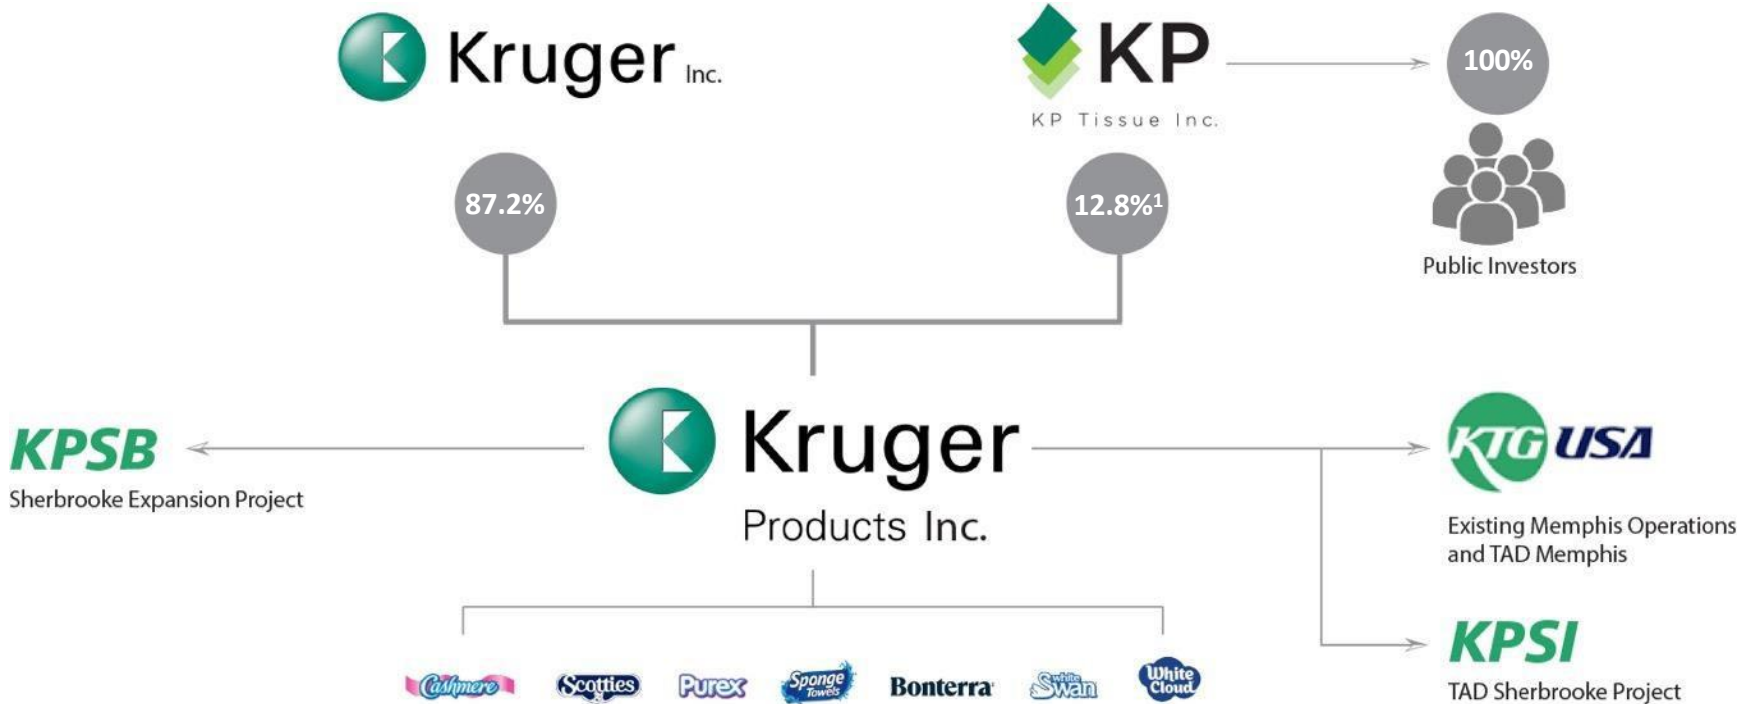 Kruger Inc.
KP
KP Tissue Inc.
100%
87.2%
12.8%¹
Public Investors
KPSB
Sherbrooke Expansion Project
Kruger
Products Inc.
KTG USA
Existing Memphis Operations
and TAD Memphis
KPSI
TAD Sherbrooke Project
Cashmere
Scotties
Purex
Sponge
Towels
Bonterra
White
Swan
White
Cloud